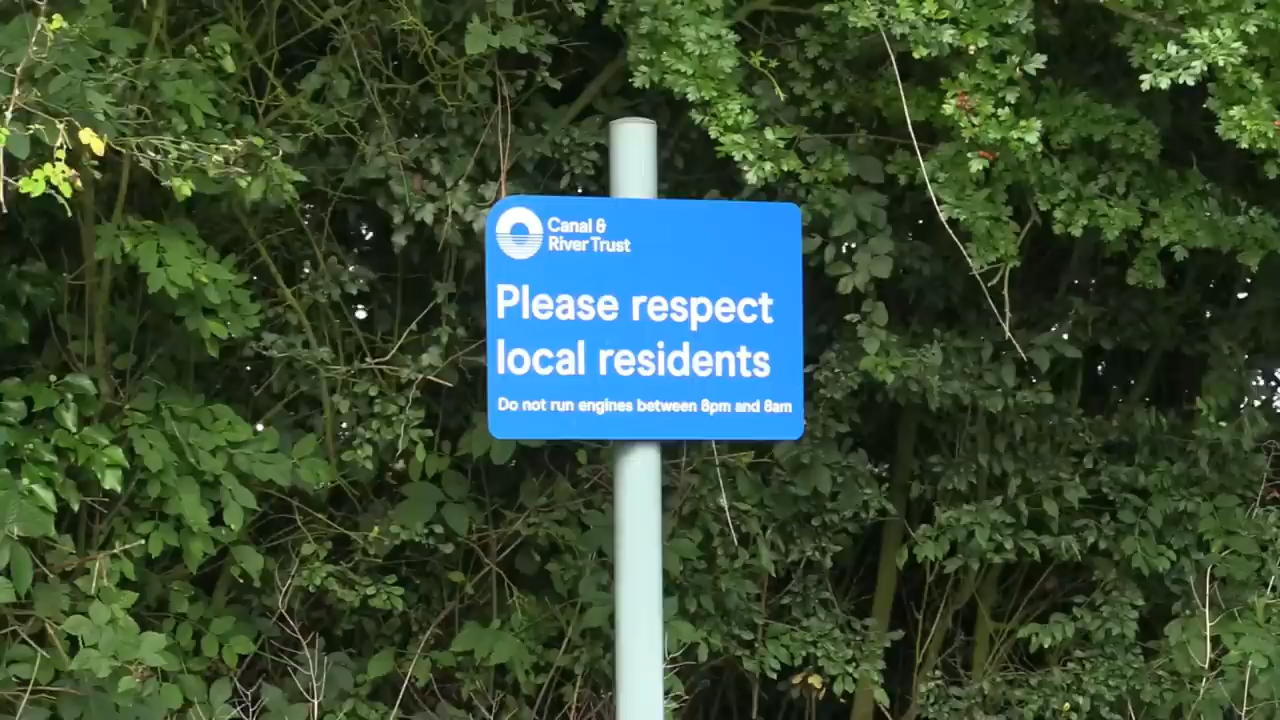 Canal &
River Trust
Please respect
local residents
Do not run engines between 8pm and 8am